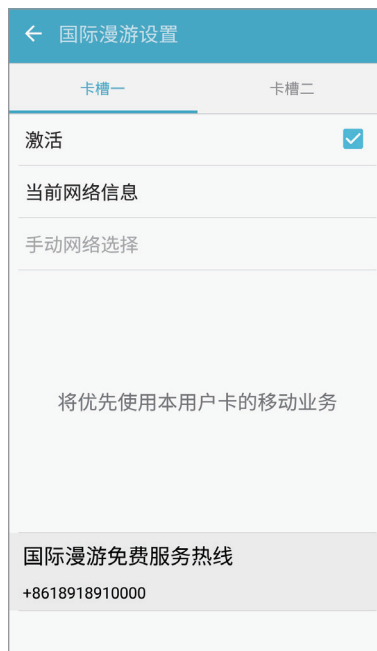 国际漫游设置
卡槽一 卡槽二
激活
当前网络信息
手动网络选择
将优先使用本用户卡的移动业务
国际漫游免费服务热线
+8618918910000